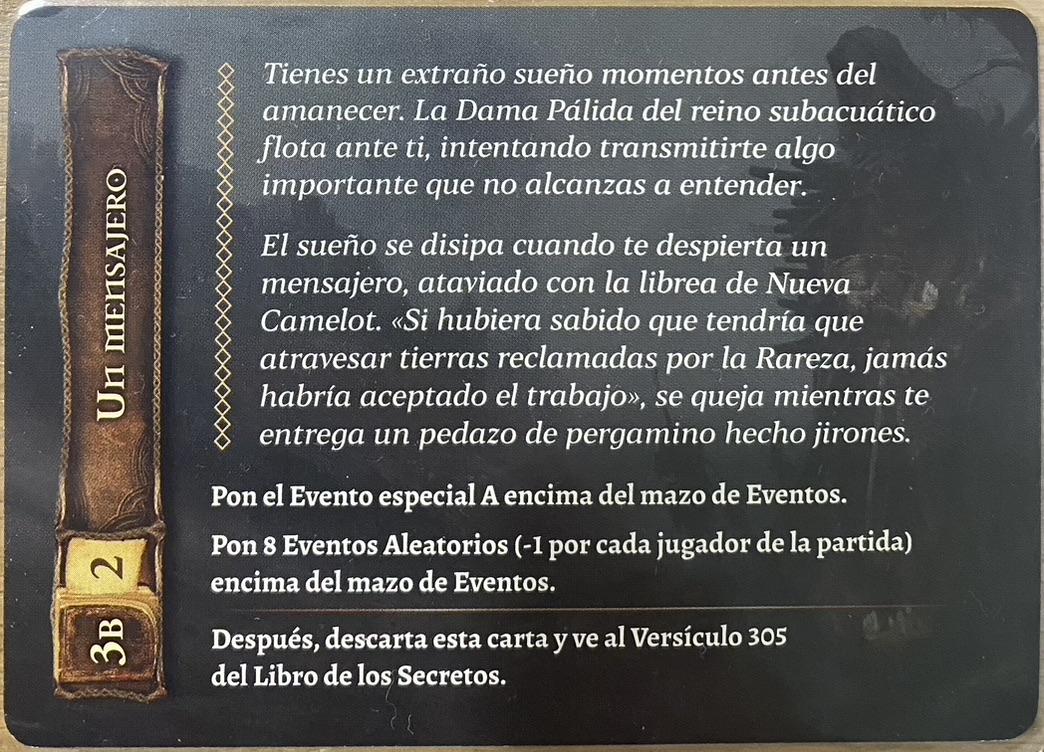 Un mensajero
2
3B
Tienes un extraño sueño momentos antes del
amanecer. La Dama Pálida del reino subacuático
flota ante ti, intentando transmitirte algo
importante que no alcanzas a entender.
El sueño se disipa cuando te despierta un
mensajero, ataviado con la librea de Nueva
Camelot. «Si hubiera sabido que tendría que
atravesar tierras reclamadas por la Rareza, jamás
habría aceptado el trabajo», se queja mientras te
entrega un pedazo de pergamino hecho jirones.
Pon el Evento especial A encima del mazo de Eventos.
Pon 8 Eventos Aleatorios (-1 por cada jugador de la partida)
encima del mazo de Eventos.
Después, descarta esta carta y ve al Versículo 305
del Libro de los Secretos.